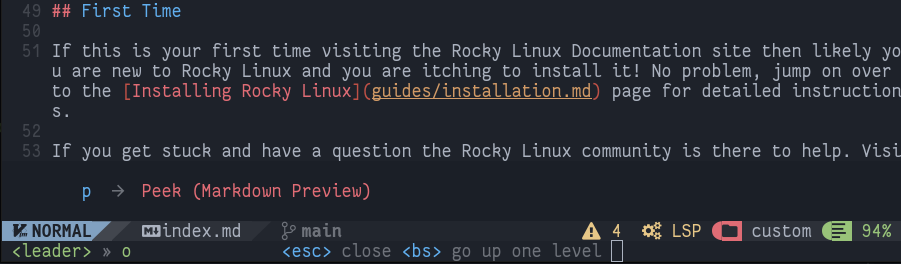 49 ## First Time
50
51 If this is your first time visiting the Rocky Linux Documentation site then likely yo
u are new to Rocky Linux and you are itching to install it! No problem, jump on over
to the [Installing Rocky Linux](guides/installation.md) page for detailed instruction
s.
52
53 If you get stuck and have a question the Rocky Linux community is there to help. Visi
p → Peek (Markdown Preview)
NORMAL index.md main 4 LSP custom 94%
<leader> » o <esc> close <bs> go up one level